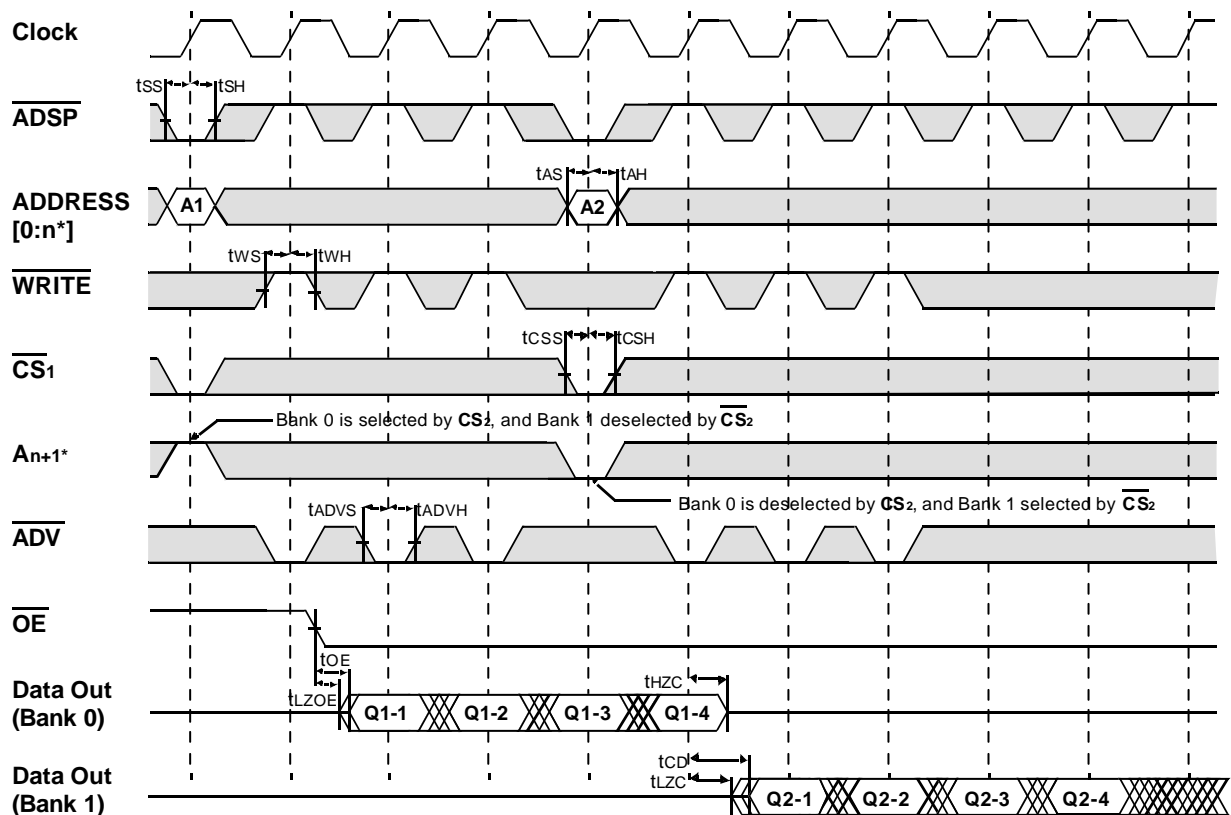 Clock
tSS tSH
ADSP
tAS tAH
ADDRESS
[0:n*]
A1 A2
tWS tWH
WRITE
tCSS tCSH
CS1
Bank 0 is selected by CS2, and Bank 1 deselected by CS2
An+1*
Bank 0 is deselected by CS2, and Bank 1 selected by CS2
tADVS tADVH
ADV
OE
tOE
tLZOE tHZC
Data Out
(Bank 0)
Q1-1 Q1-2 Q1-3 Q1-4
tCD
tLZC
Data Out
(Bank 1)
Q2-1 Q2-2 Q2-3 Q2-4